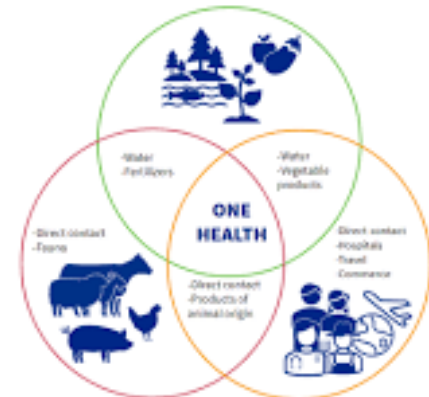 -Water
-Fertilizers
-Water
-Vegetable
products
ONE
HEALTH
-Direct contact
-Fauna
-Direct contact
-Hospitals
-Travel
-Commerce
-Direct contact
-Products of
animal origin